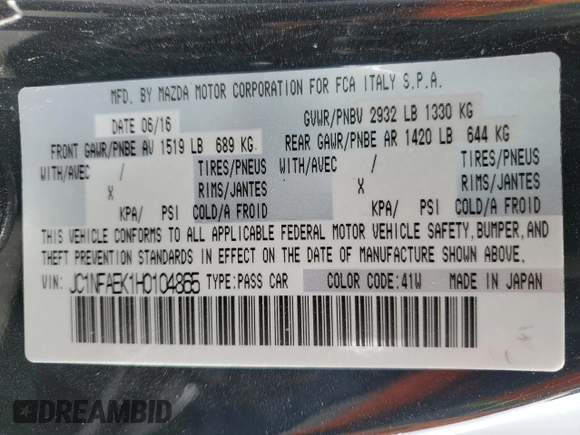 MFD. BY MAZDA MOTOR CORPORATION FOR FCA ITALY S.P.A.
DATE 06/16 GVWR/PNBV 2932 LB 1330 KG
FRONT GAWR/PNBE AV 1519 LB 689 KG REAR GAWR/PNBE AR 1420 LB 644 KG
WITH/AVEC / TIRES/PNEUS WITH/AVEC / TIRES/PNEUS
X RIMS/JANTES X RIMS/JANTES
KPA/ PSI COLD/A FROID KPA/ PSI COLD/A FROID
THIS VEHICLE CONFORMS TO ALL APPLICABLE FEDERAL MOTOR VEHICLE SAFETY,BUMPER,AND
THEFT PREVENTION STANDARDS IN EFFECT ON THE DATE OF MANUFACTURE SHOWN ABOVE.
VIN: JC1NFAEK1H0104865 TYPE:PASS CAR COLOR CODE:41W MADE IN JAPAN
DREAMBID